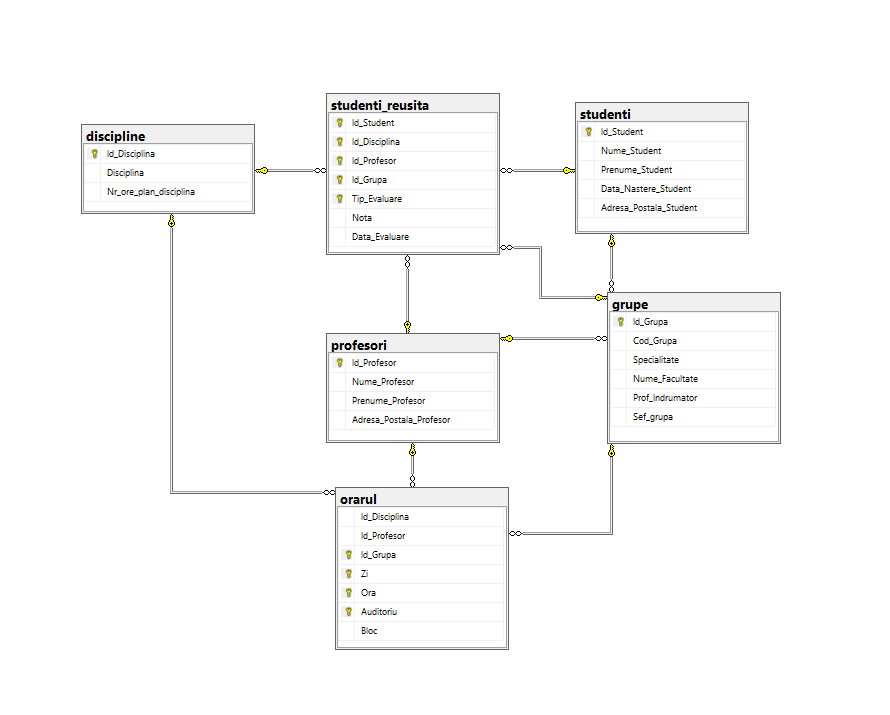 discipline
Id_Disciplina
Disciplina
Nr_ore_plan_disciplina
studenti_reusita
Id_Student
Id_Disciplina
Id_Profesor
Id_Grupa
Tip_Evaluare
Nota
Data_Evaluare
studenti
Id_Student
Nume_Student
Prenume_Student
Data_Nastere_Student
Adresa_Postala_Student
profesori
Id_Profesor
Nume_Profesor
Prenume_Profesor
Adresa_Postala_Profesor
grupe
Id_Grupa
Cod_Grupa
Specialitate
Nume_Facultate
Prof_Indrumator
Sef_grupa
orarul
Id_Disciplina
Id_Profesor
Id_Grupa
Zi
Ora
Auditoriu
Bloc